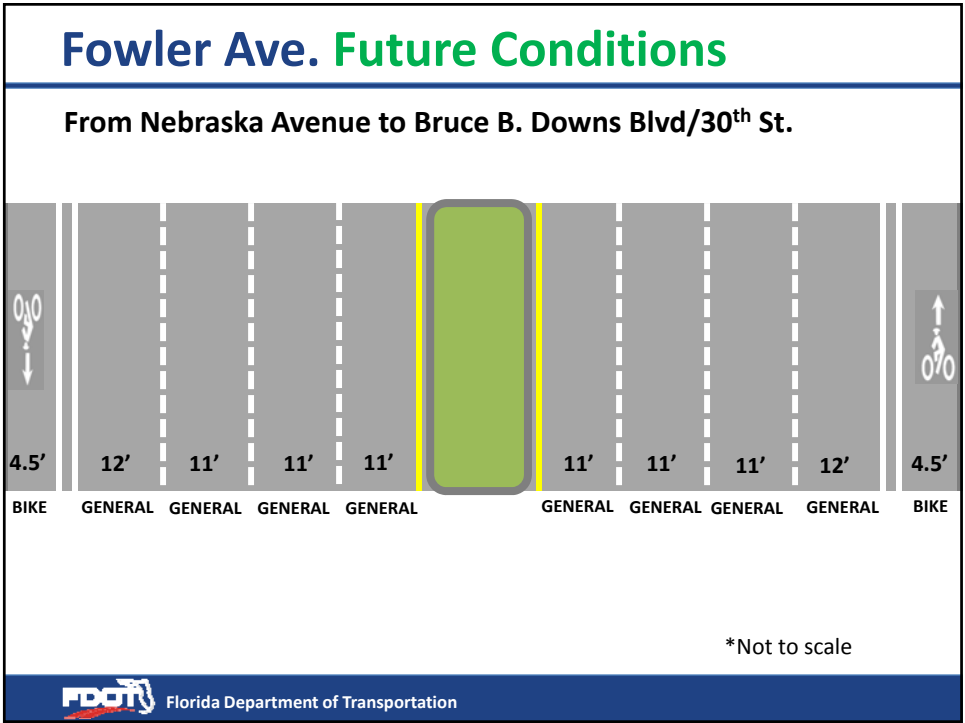 Fowler Ave. Future Conditions
From Nebraska Avenue to Bruce B. Downs Blvd/30th St.
4.5’ 12’ 11’ 11’ 11’ 11’ 11’ 11’ 12’ 4.5’
BIKE GENERAL GENERAL GENERAL GENERAL GENERAL GENERAL GENERAL GENERAL BIKE
*Not to scale
FDOT Florida Department of Transportation